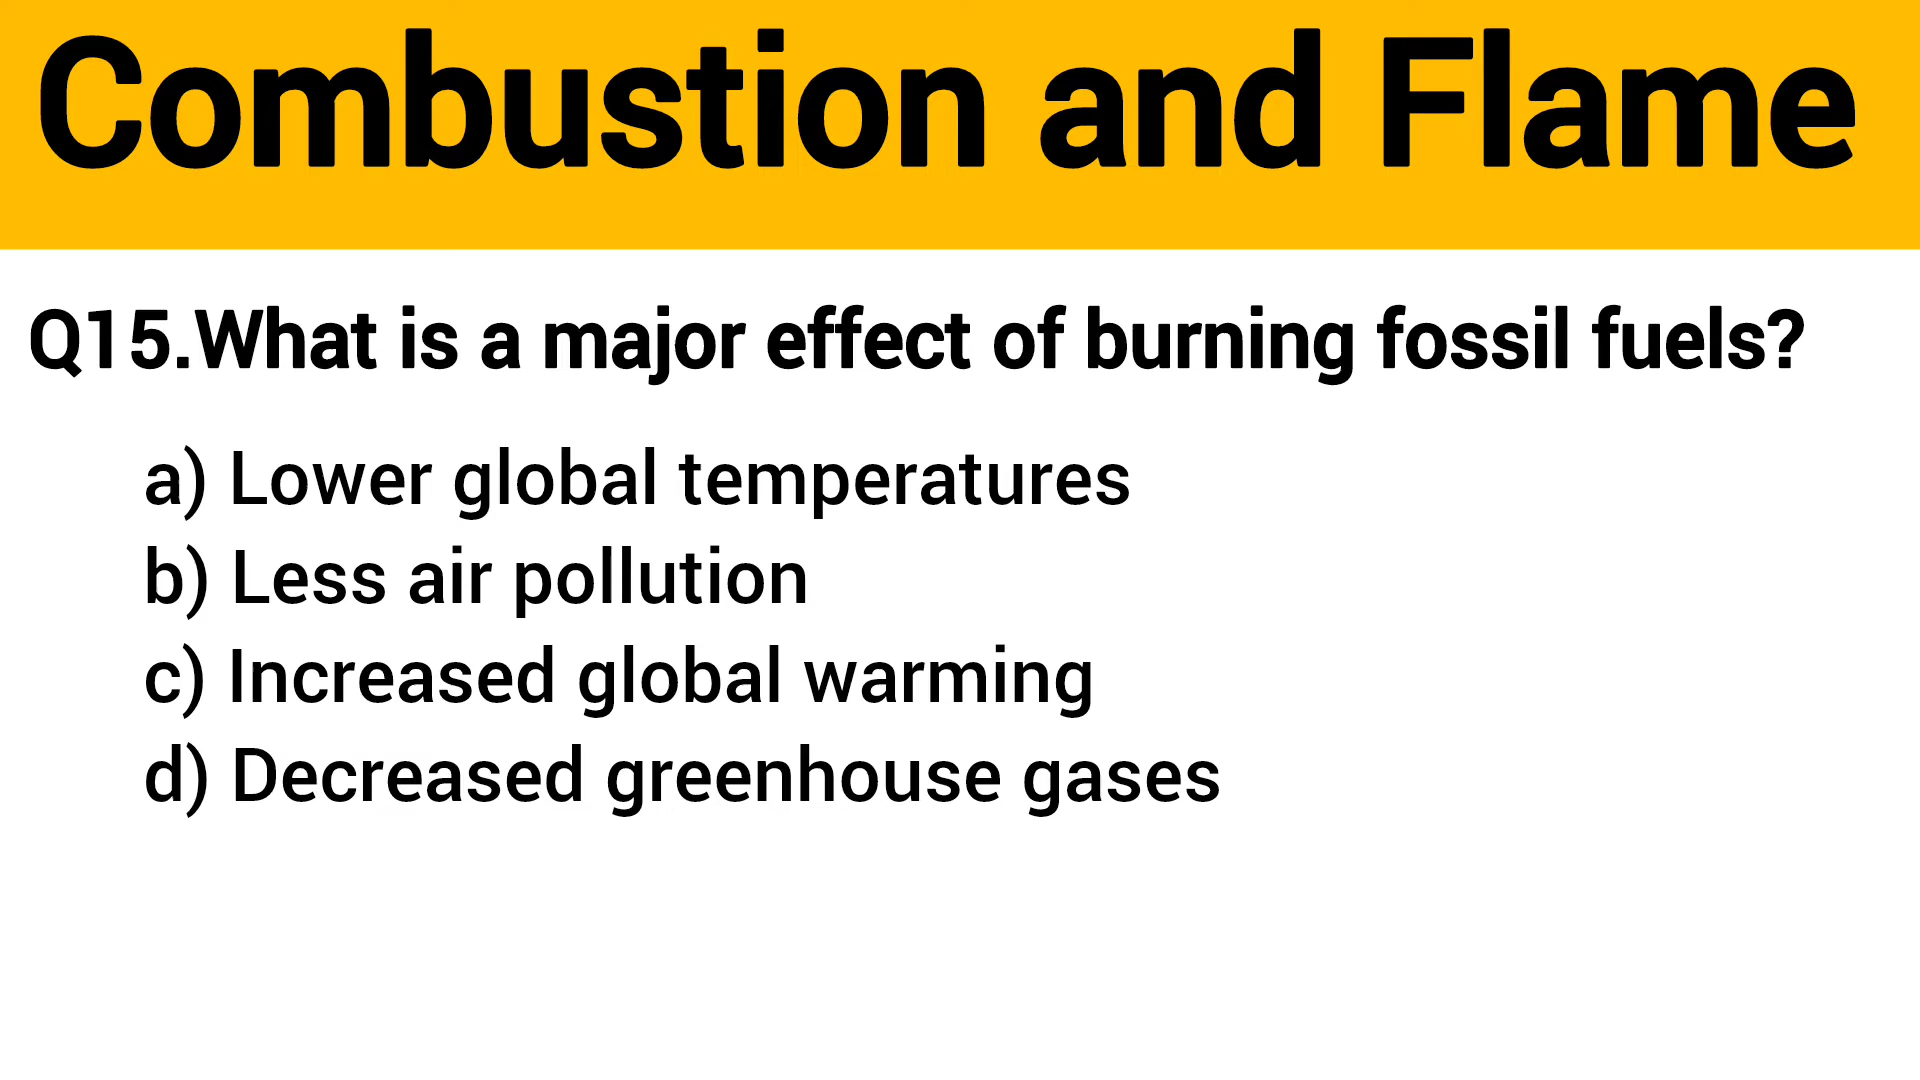 Combustion and Flame
Q15.What is a major effect of burning fossil fuels?
a) Lower global temperatures
b) Less air pollution
c) Increased global warming
d) Decreased greenhouse gases